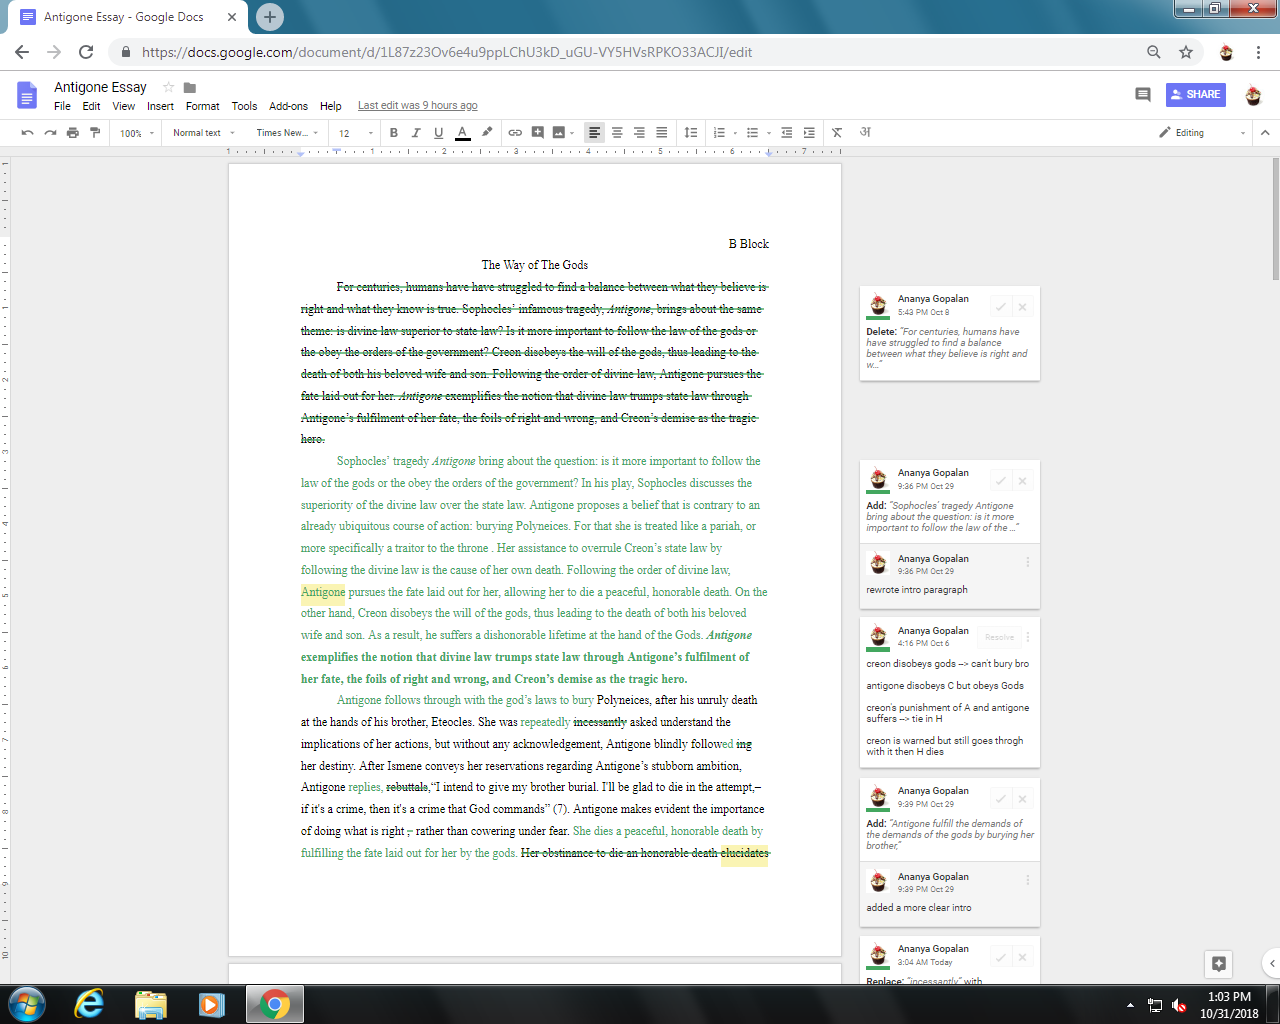 Antigone Essay - Google Docs
https://docs.google.com/document/d/1L87z23Ov6e4u9ppLChU3kD_uGU-VY5HVsRPKO33ACJI/edit
Antigone Essay
File Edit View Insert Format Tools Add-ons Help Last edit was 9 hours ago
SHARE
100% Normal text Times New... 12 B I U A Editing
1 1 2 3 4 5 6 7
B Block
The Way of The Gods
For centuries, humans have have struggled to find a balance between what they believe is
right and what they know is true. Sophocles' infamous tragedy, Antigone, brings about the same
theme: is divine law superior to state law? Is it more important to follow the law of the gods or
the obey the orders of the government? Creon disobeys the will of the gods, thus leading to the
death of both his beloved wife and son. Following the order of divine law, Antigone pursues the
fate laid out for her. Antigone exemplifies the notion that divine law trumps state law through
Antigone's fulfilment of her fate, the foils of right and wrong, and Creon's demise as the tragic
hero.
Sophocles' tragedy Antigone bring about the question: is it more important to follow the
law of the gods or the obey the orders of the government? In his play, Sophocles discusses the
superiority of the divine law over the state law. Antigone proposes a belief that is contrary to an
already ubiquitous course of action: burying Polyneices. For that she is treated like a pariah, or
more specifically a traitor to the throne . Her assistance to overrule Creon's state law by
following the divine law is the cause of her own death. Following the order of divine law,
Antigone pursues the fate laid out for her, allowing her to die a peaceful, honorable death. On the
other hand, Creon disobeys the will of the gods, thus leading to the death of both his beloved
wife and son. As a result, he suffers a dishonorable lifetime at the hand of the Gods. Antigone
exemplifies the notion that divine law trumps state law through Antigone's fulfilment of
her fate, the foils of right and wrong, and Creon's demise as the tragic hero.
Antigone follows through with the god's laws to bury Polyneices, after his unruly death
at the hands of his brother, Eteocles. She was repeatedly incessantly asked understand the
implications of her actions, but without any acknowledgement, Antigone blindly followed ing
her destiny. After Ismene conveys her reservations regarding Antigone's stubborn ambition,
Antigone replies, rebuttals,“I intend to give my brother burial. I'll be glad to die in the attempt,–
if it's a crime, then it's a crime that God commands” (7). Antigone makes evident the importance
of doing what is right , rather than cowering under fear. She dies a peaceful, honorable death by
fulfilling the fate laid out for her by the gods. Her obstinance to die an honorable death elucidates
Ananya Gopalan
5:43 PM Oct 8
Delete: “For centuries, humans have
have struggled to find a balance
between what they believe is right and
w...”
Ananya Gopalan
9:36 PM Oct 29
Add: “Sophocles' tragedy Antigone
bring about the question: is it more
important to follow the law of the ...”
Ananya Gopalan
9:36 PM Oct 29
rewrote intro paragraph
Ananya Gopalan
4:16 PM Oct 6
Resolve
creon disobeys gods --> can't bury bro
antigone disobeys C but obeys Gods
creon's punishment of A and antigone
suffers --> tie in H
creon is warned but still goes throgh
with it then H dies
Ananya Gopalan
9:39 PM Oct 29
Add: “Antigone fulfill the demands of
the demands of the gods by burying her
brother,”
Ananya Gopalan
9:39 PM Oct 29
added a more clear intro
Ananya Gopalan
3:04 AM Today
Replace: “incessantly” with
1:03 PM
10/31/2018